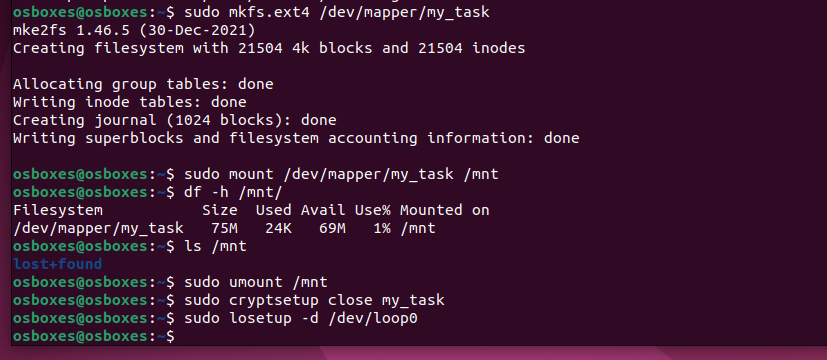 osboxes@osboxes:~$ sudo mkfs.ext4 /dev/mapper/my_task
mke2fs 1.46.5 (30-Dec-2021)
Creating filesystem with 21504 4k blocks and 21504 inodes

Allocating group tables: done
Writing inode tables: done
Creating journal (1024 blocks): done
Writing superblocks and filesystem accounting information: done

osboxes@osboxes:~$ sudo mount /dev/mapper/my_task /mnt
osboxes@osboxes:~$ df -h /mnt/
Filesystem           Size  Used Avail Use% Mounted on
/dev/mapper/my_task   75M   24K   69M   1% /mnt
osboxes@osboxes:~$ ls /mnt
lost+found
osboxes@osboxes:~$ sudo umount /mnt
osboxes@osboxes:~$ sudo cryptsetup close my_task
osboxes@osboxes:~$ sudo losetup -d /dev/loop0
osboxes@osboxes:~$